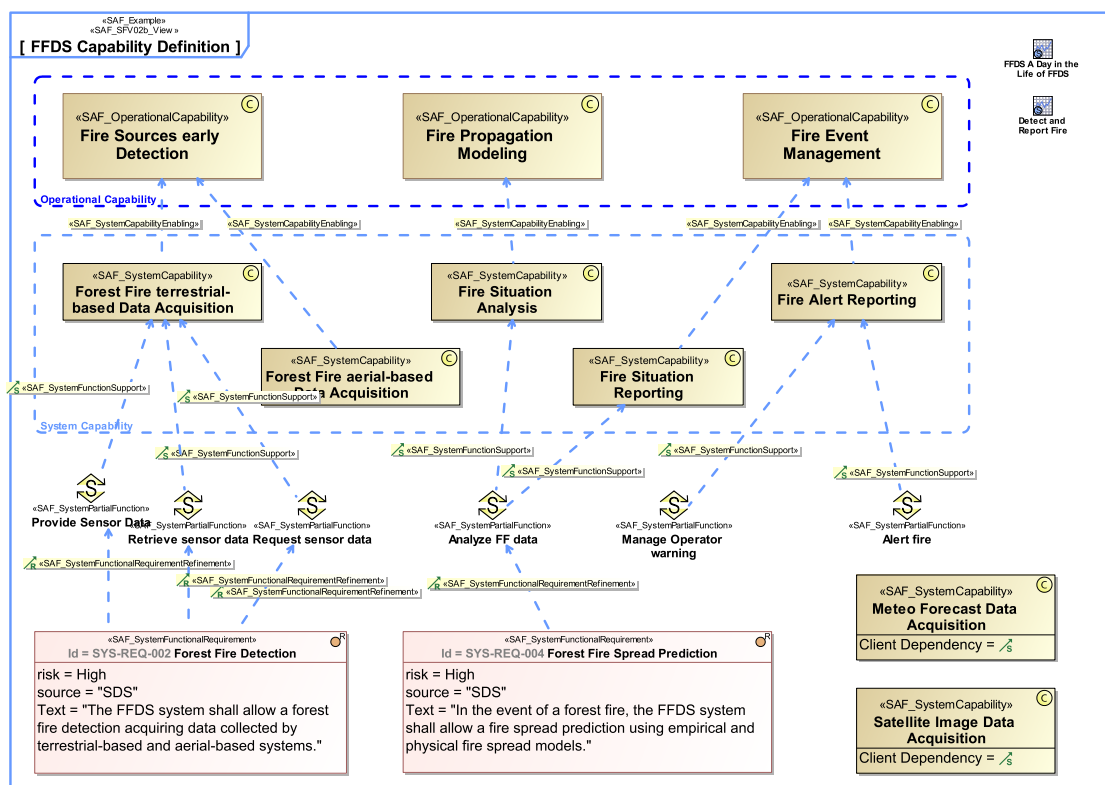 «SAF_Example»
«SAF_SFV02b_View »
[ FFDS Capability Definition ]
FFDS A Day in the
Life of FFDS
Detect and
Report Fire
«SAF_OperationalCapability»
Fire Sources early
Detection
C
«SAF_OperationalCapability»
Fire Propagation
Modeling
C
«SAF_OperationalCapability»
Fire Event
Management
C
Operational Capability
«SAF_SystemCapabilityEnabling»
«SAF_SystemCapabilityEnabling»
«SAF_SystemCapabilityEnabling»
«SAF_SystemCapabilityEnabling»
«SAF_SystemCapabilityEnabling»
«SAF_SystemCapability»
Forest Fire terrestrial-
based Data Acquisition
C
«SAF_SystemCapability»
Fire Situation
Analysis
C
«SAF_SystemCapability»
Fire Alert Reporting
C
«SAF_SystemCapability»
Forest Fire aerial-based
Data Acquisition
C
«SAF_SystemCapability»
Fire Situation
Reporting
C
System Capability
S «SAF_SystemFunctionSupport»
S «SAF_SystemFunctionSupport»
S «SAF_SystemFunctionSupport»
S «SAF_SystemFunctionSupport»
S «SAF_SystemFunctionSupport»
S «SAF_SystemFunctionSupport»
S «SAF_SystemFunctionSupport»
S
«SAF_SystemPartialFunction»
Provide Sensor Data
S
«SAF_SystemPartialFunction»
Retrieve sensor data
S
«SAF_SystemPartialFunction»
Request sensor data
S
«SAF_SystemPartialFunction»
Analyze FF data
S
«SAF_SystemPartialFunction»
Manage Operator
warning
S
«SAF_SystemPartialFunction»
Alert fire
R «SAF_SystemFunctionalRequirementRefinement»
R «SAF_SystemFunctionalRequirementRefinement»
R «SAF_SystemFunctionalRequirementRefinement»
R «SAF_SystemFunctionalRequirementRefinement»
«SAF_SystemFunctionalRequirement»
R
Id = SYS-REQ-002 Forest Fire Detection
risk = High
source = "SDS"
Text = "The FFDS system shall allow a forest
fire detection acquiring data collected by
terrestrial-based and aerial-based systems."
«SAF_SystemFunctionalRequirement»
R
Id = SYS-REQ-004 Forest Fire Spread Prediction
risk = High
source = "SDS"
Text = "In the event of a forest fire, the FFDS system
shall allow a fire spread prediction using empirical and
physical fire spread models."
«SAF_SystemCapability»
Meteo Forecast Data
Acquisition
C
Client Dependency = S
«SAF_SystemCapability»
Satellite Image Data
Acquisition
C
Client Dependency = S